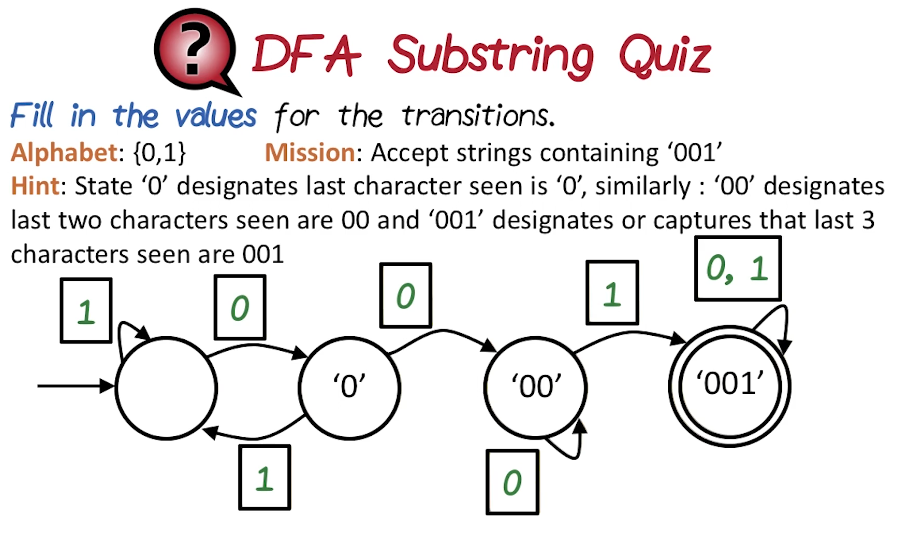 ?
DFA Substring Quiz
Fill in the values for the transitions.
Alphabet: {0,1} Mission: Accept strings containing ‘001’
Hint: State ‘0’ designates last character seen is ‘0’, similarly : ‘00’ designates
last two characters seen are 00 and ‘001’ designates or captures that last 3
characters seen are 001
1
0
0
1
0, 1
‘0’
‘00’
‘001’
1
0